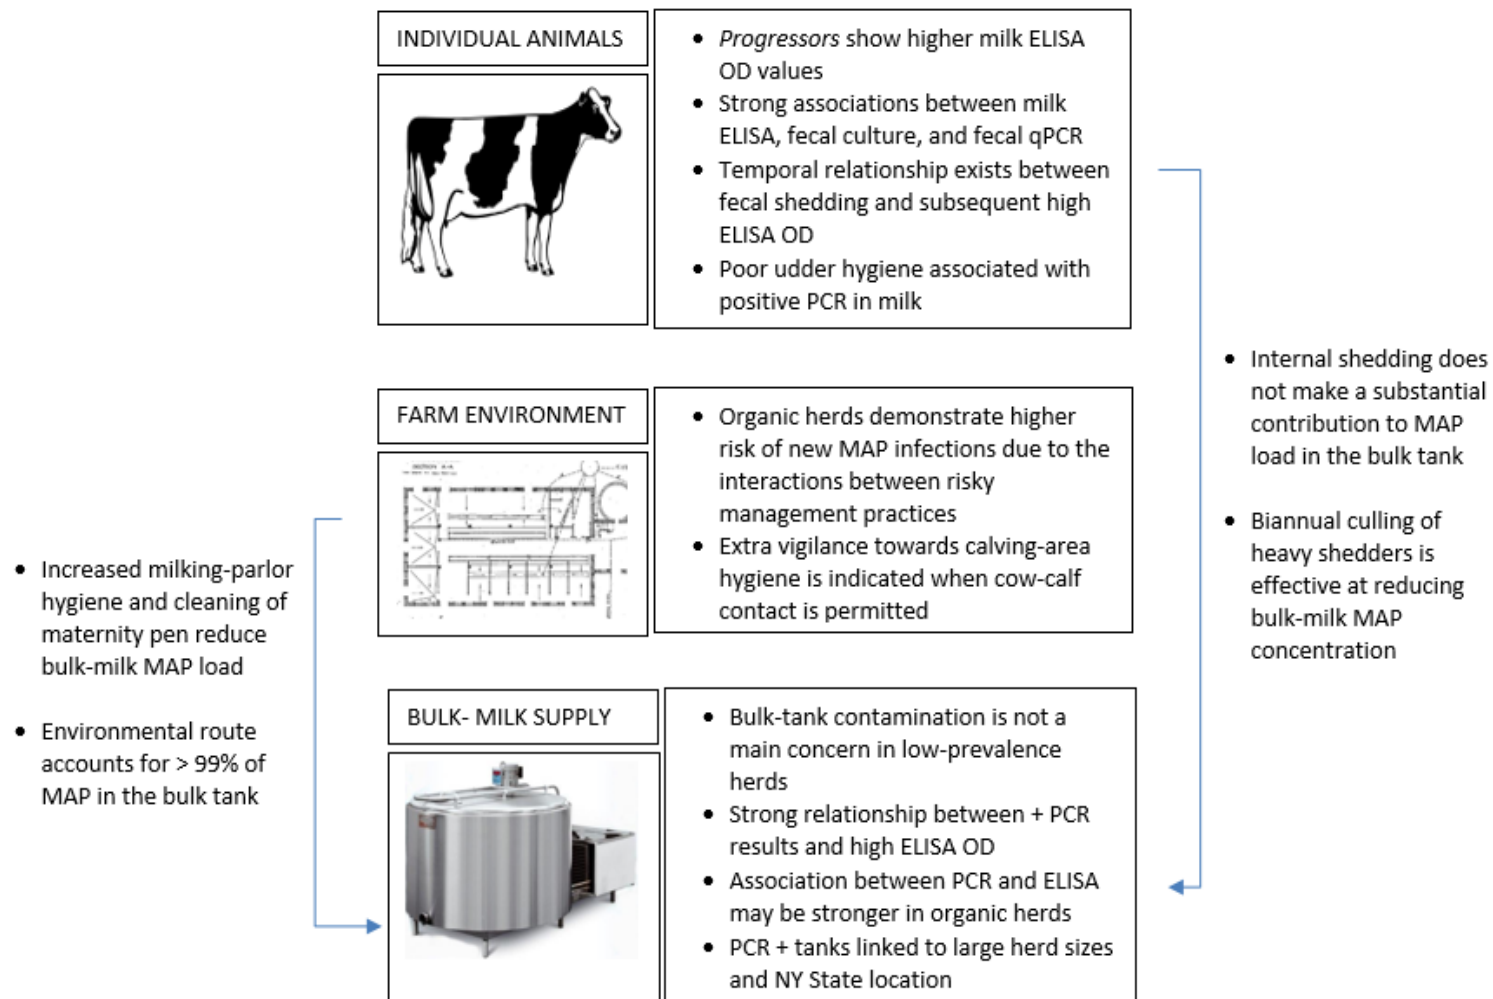 INDIVIDUAL ANIMALS
• Progressors show higher milk ELISA
OD values
• Strong associations between milk
ELISA, fecal culture, and fecal qPCR
• Temporal relationship exists between
fecal shedding and subsequent high
ELISA OD
• Poor udder hygiene associated with
positive PCR in milk
• Internal shedding does
not make a substantial
contribution to MAP
load in the bulk tank
• Biannual culling of
heavy shedders is
effective at reducing
bulk-milk MAP
concentration
FARM ENVIRONMENT
• Organic herds demonstrate higher
risk of new MAP infections due to the
interactions between risky
management practices
• Extra vigilance towards calving-area
hygiene is indicated when cow-calf
contact is permitted
• Increased milking-parlor
hygiene and cleaning of
maternity pen reduce
bulk-milk MAP load
• Environmental route
accounts for > 99% of
MAP in the bulk tank
BULK- MILK SUPPLY
• Bulk-tank contamination is not a
main concern in low-prevalence
herds
• Strong relationship between + PCR
results and high ELISA OD
• Association between PCR and ELISA
may be stronger in organic herds
• PCR + tanks linked to large herd sizes
and NY State location